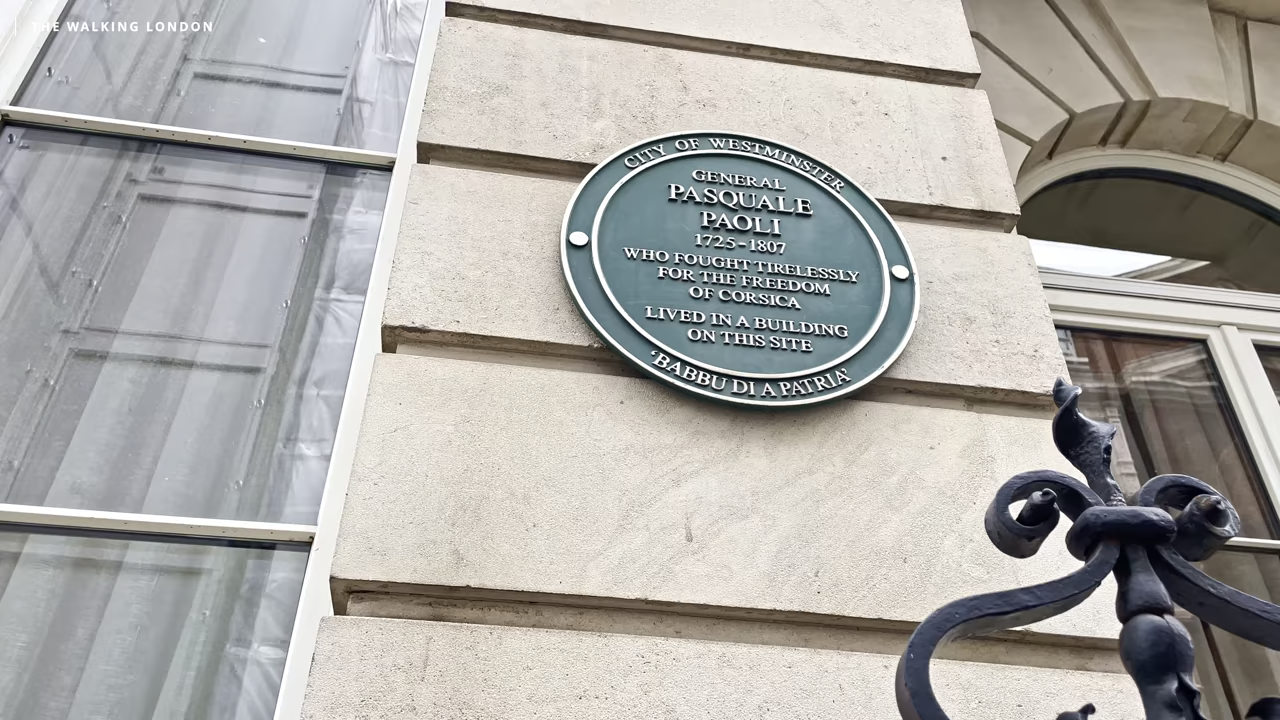 THE WALKING LONDON
CITY OF WESTMINSTER
GENERAL
PASQUALE
PAOLI
1725-1807
WHO FOUGHT TIRELESSLY
FOR THE FREEDOM
OF CORSICA
LIVED IN A BUILDING
ON THIS SITE
'BABBU DI A PATRIA'